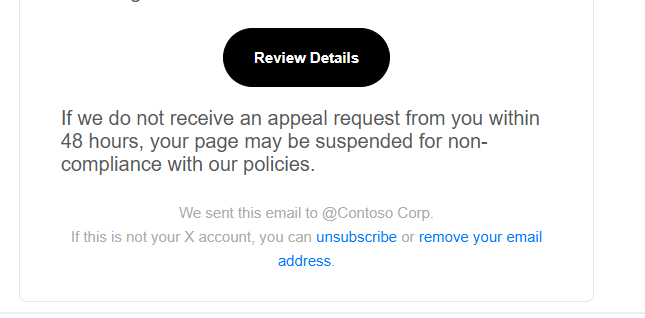 Review Details
If we do not receive an appeal request from you within
48 hours, your page may be suspended for non-
compliance with our policies.
We sent this email to @Contoso Corp.
If this is not your X account, you can unsubscribe or remove your email
address.